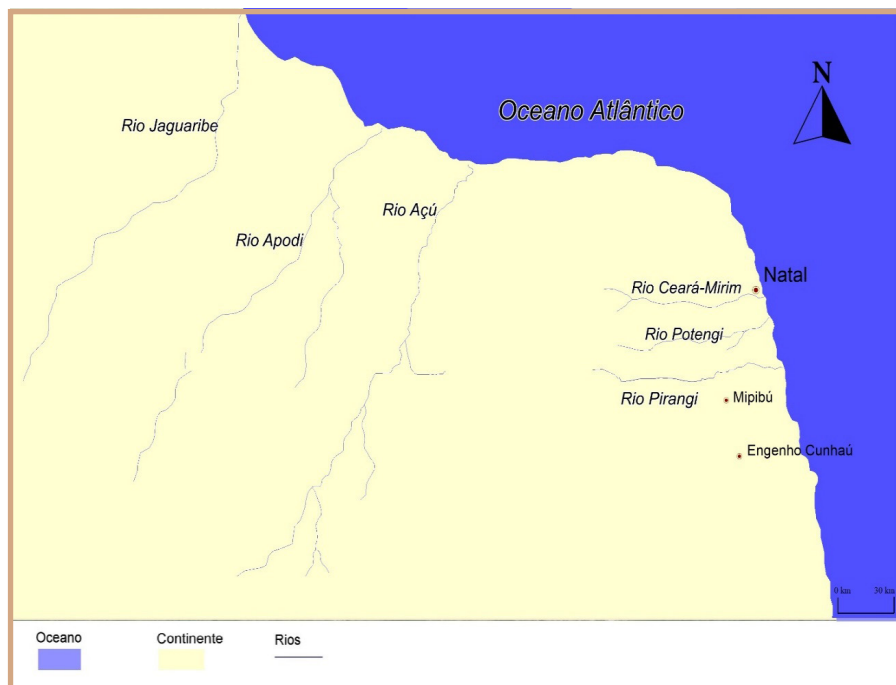 N
Oceano Atlântico
Rio Jaguaribe
Rio Açú
Rio Apodi
Natal
Rio Ceará-Mirim
Rio Potengi
Rio Pirangi
Mipibú
Engenho Cunhaú
0 km 30 km
Oceano
Continente
Rios